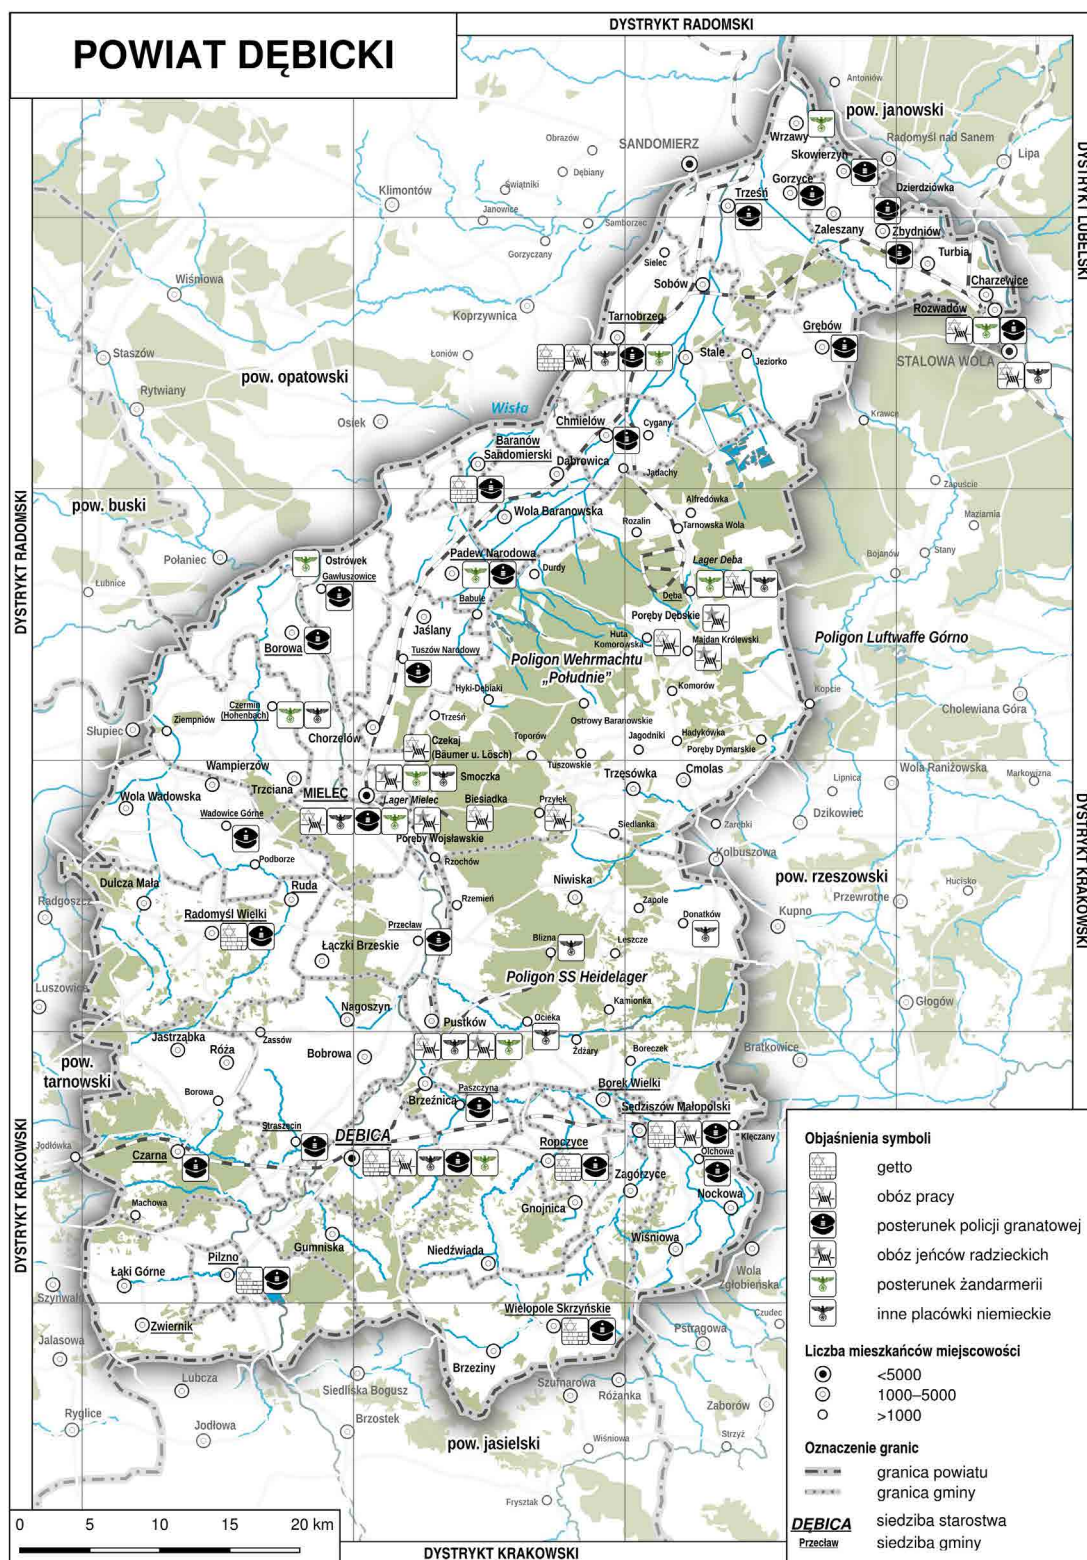 DYSTRYKT RADOMSKI
POWIAT DĘBICKI
Antoniów
pow. janowski
Wrzawy
Radomyśl nad Sanem
Lipa
DYSTRYKT LUBELSKI
Obrazów
SANDOMIERZ
Skowierzyn
Dębiany
Świątniki
Klimontów
Gorzyce
Dzierdziówka
Trześń
Janowice
Samborzec
Zaleszany
Zbydniów
Gorzyczany
Sielec
Turbia
Wiśniowa
Sobów
Charzewice
Koprzywnica
Tarnobrzeg
Rozwadów
Grębów
Staszów
Łoniów
Stale
Jeziorko
STALOWA WOLA
pow. opatowski
Rytwiany
Wisła
Osiek
Chmielów
Cygany
Krawce
Baranów
Sandomierski
Dąbrowica
Jadachy
Zapuście
pow. buski
Alfredówka
Wola Baranowska
Rozalin
Tarnowska Wola
Maziarnia
DYSTRYKT RADOMSKI
Połaniec
Ostrówek
Padew Narodowa
Lager Deba
Bojanów
Stany
Łubnice
Gawłuszowice
Durdy
Dęba
Babule
Poręby Dębskie
Jaślany
Borowa
Huta
Komorowska
Majdan Królewski
Poligon Luftwaffe Górno
Tuszów Narodowy
Poligon Wehrmachtu
„Południe”
Hyki-Dębiaki
Komorów
Kopcie
Czermin
(Hohenbach)
Cholewiana Góra
Słupiec
Ziempniów
Trześń
Ostrowy Baranowskie
Chorzelów
Czekaj
(Bäumer u. Lösch)
Toporów
Jagodniki
Hadykówka
Poręby Dymarskie
Tuszowskie
Wampierzów
Smoczka
Trzęsówka
Cmolas
Lipnica
Wola Raniżowska
Markowizna
Trzciana
MIELEC
Wola Wadowska
Lager Mielec
Biesiadka
Przyłęk
Dzikowiec
Wadowice Górne
Siedlanka
Zarębki
Poręby Wojsławskie
Rzochów
Kolbuszowa
DYSTRYKT KRAKOWSKI
Podborze
pow. rzeszowski
Dulcza Mała
Ruda
Niwiska
Hucisko
Radgoszcz
Rzemień
Zapole
Przewrotne
Radomyśl Wielki
Przecław
Donatków
Kupno
Łączki Brzeskie
Blizna
Leszcze
Poligon SS Heidelager
Luszowice
Nagoszyn
Kamionka
Głogów
Pustków
Ocieka
Jastrząbka
Zassów
Róża
Bobrowa
Żdżary
Boreczek
Bratkowice
pow.
tarnowski
Borowa
Paszczyna
Borek Wielki
Brzeźnica
Straszęcin
Sędziszów Małopolski
DĘBICA
Klęczany
Jodłówka
Czarna
Ropczyce
Olchowa
Zagórzyce
Nockowa
Machowa
Gnojnica
DYSTRYKT KRAKOWSKI
Gumniska
Niedźwiada
Wiśniowa
Pilzno
Łąki Górne
Wola
Zgłobieńska
Szynwałd
Wielopole Skrzyńskie
Czudec
Zwiernik
Pstrągowa
Jalasowa
Brzeziny
Lubcza
Siedliska Bogusz
Szufnarowa
Różanka
Ryglice
Jodłowa
Brzostek
Zaborów
pow. jasielski
Wiśniowa
Strzyż
Frysztak
Objaśnienia symboli
getto
obóz pracy
posterunek policji granatowej
obóz jeńców radzieckich
posterunek żandarmerii
inne placówki niemieckie
Liczba mieszkańców miejscowości
<5000
1000–5000
>1000
Oznaczenie granic
granica powiatu
granica gminy
DĘBICA siedziba starostwa
Przecław siedziba gminy
0 5 10 15 20 km
DYSTRYKT KRAKOWSKI